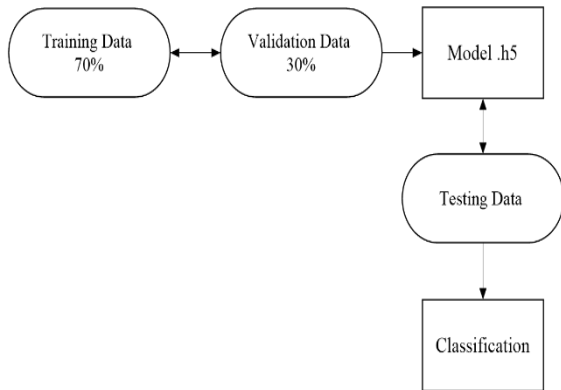 Training Data
70%
Validation Data
30%
Model .h5
Testing Data
Classification